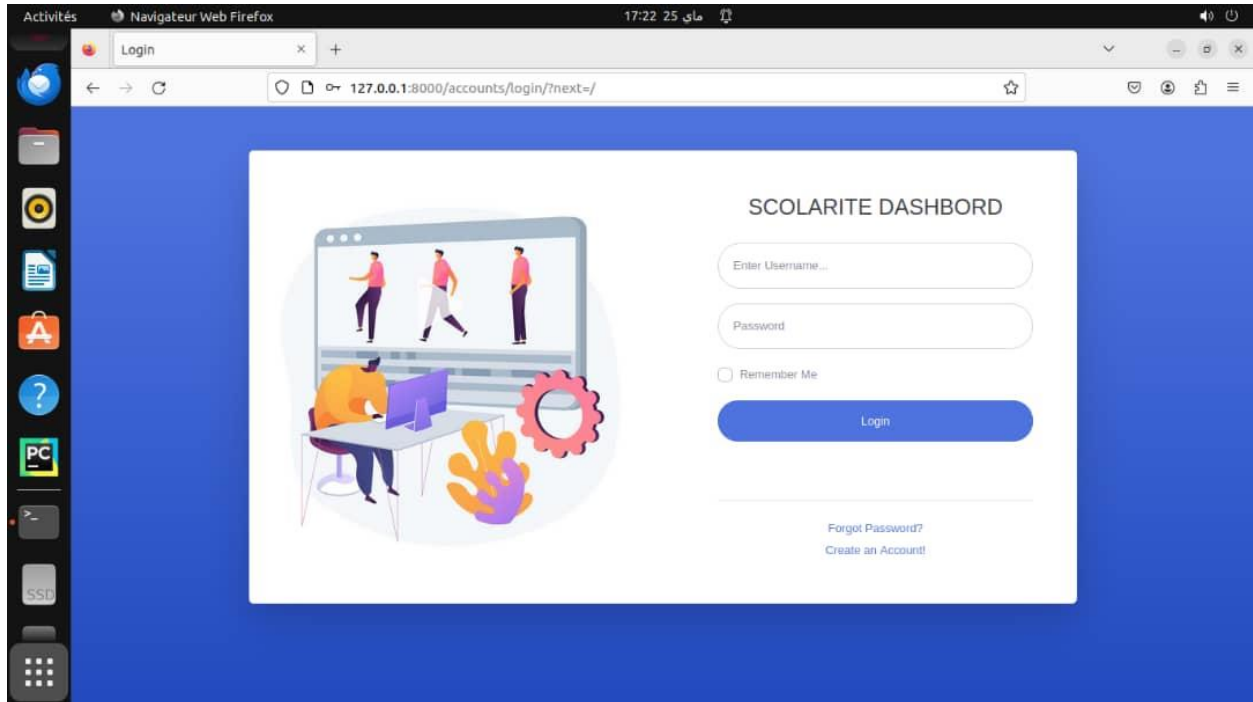 Activités Navigateur Web Firefox 17:22 25 ماي
Login
127.0.0.1:8000/accounts/login/?next=/
SCOLARITE DASHBORD
Enter Username...
Password
Remember Me
Login
Forgot Password?
Create an Account!
PC
SSD